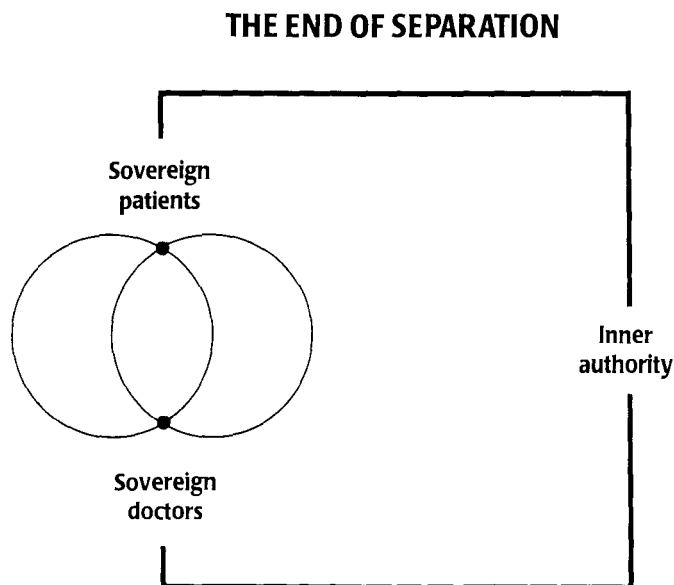 THE END OF SEPARATION
Sovereign
patients
Inner
authority
Sovereign
doctors